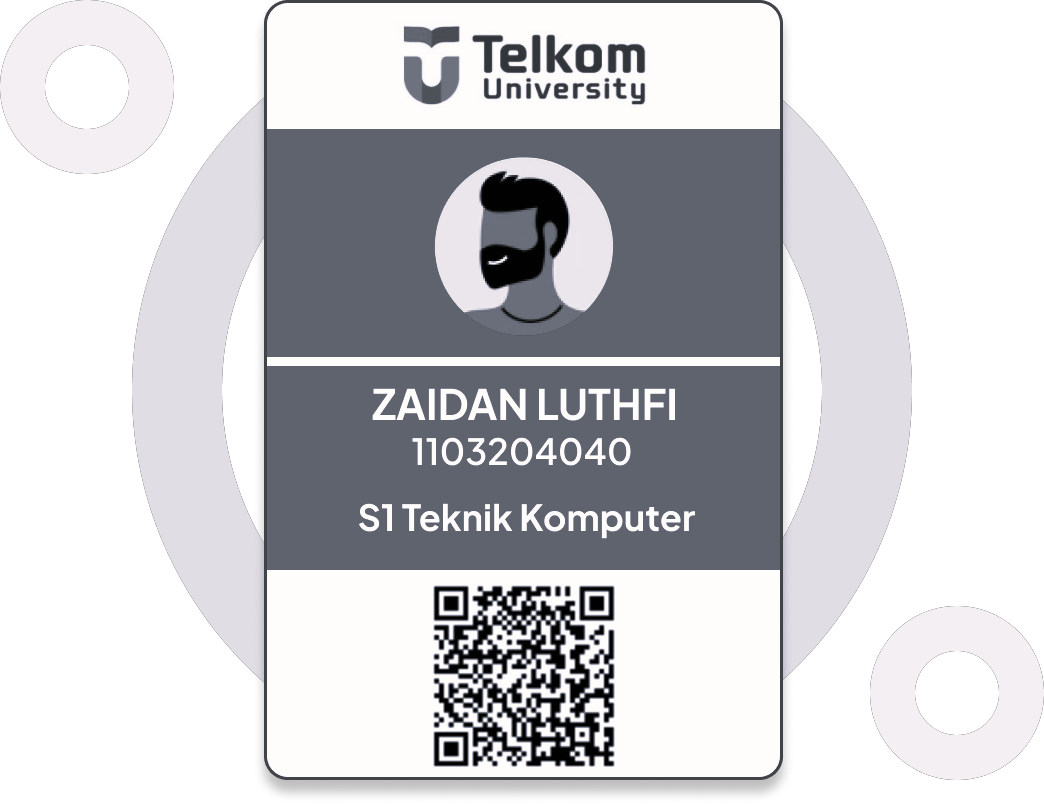 Telkom
University
ZAIDAN LUTHFI
1103204040
S1 Teknik Komputer